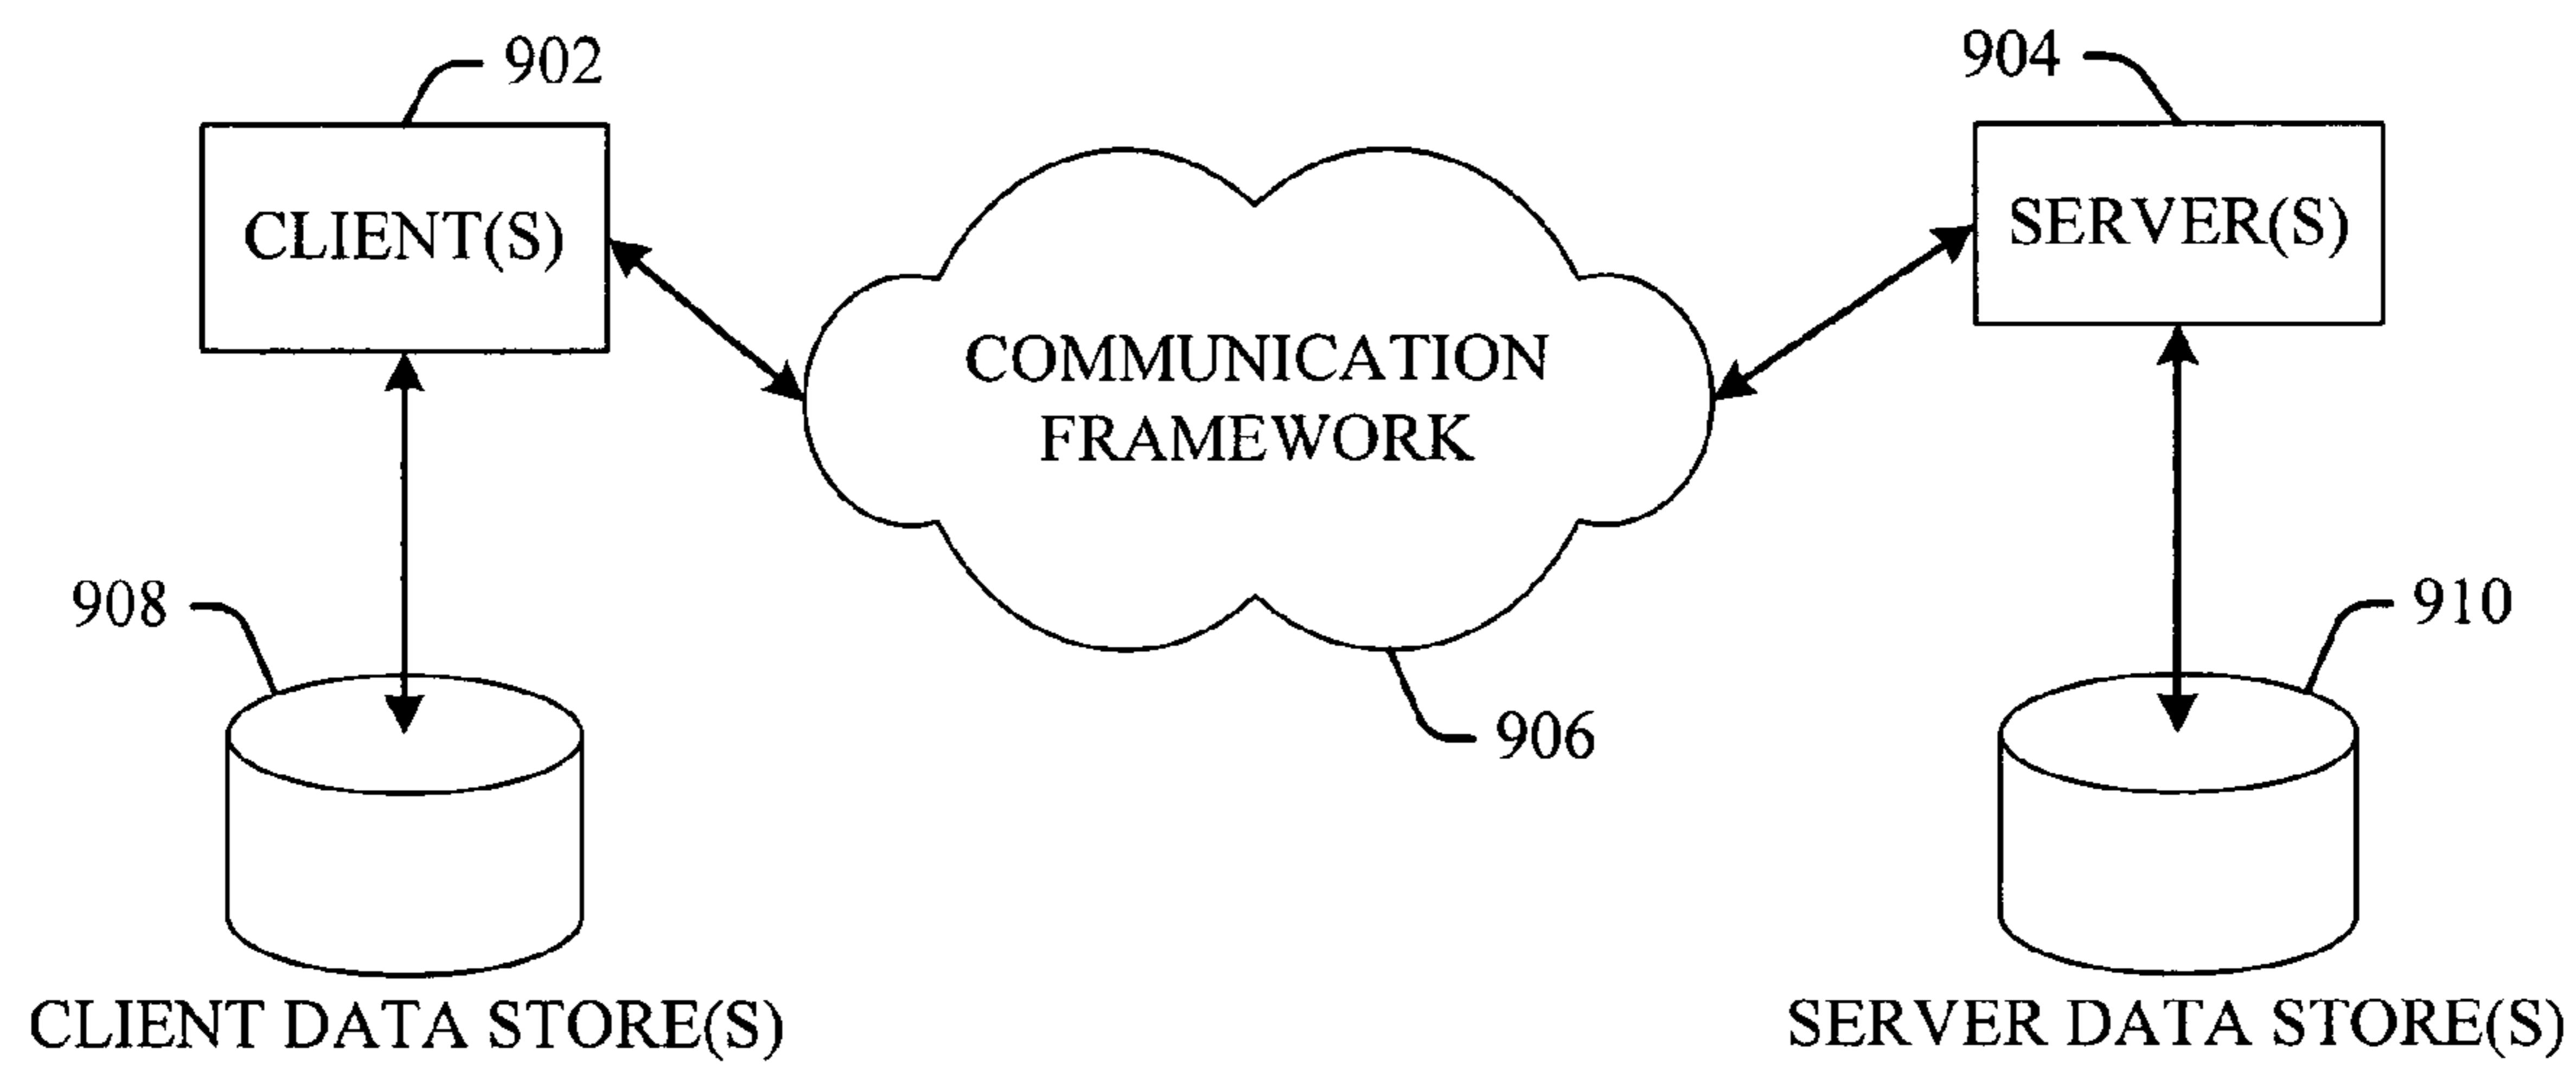 902
904
CLIENT(S)
SERVER(S)
COMMUNICATION
FRAMEWORK
908
910
906
CLIENT DATA STORE(S)
SERVER DATA STORE(S)